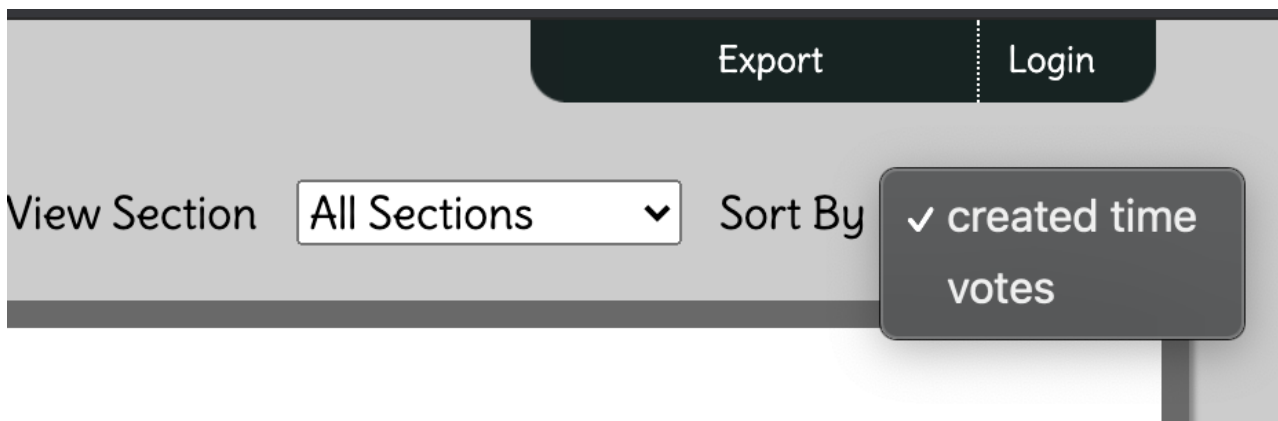 Export Login
View Section All Sections Sort By ✓ created time
votes